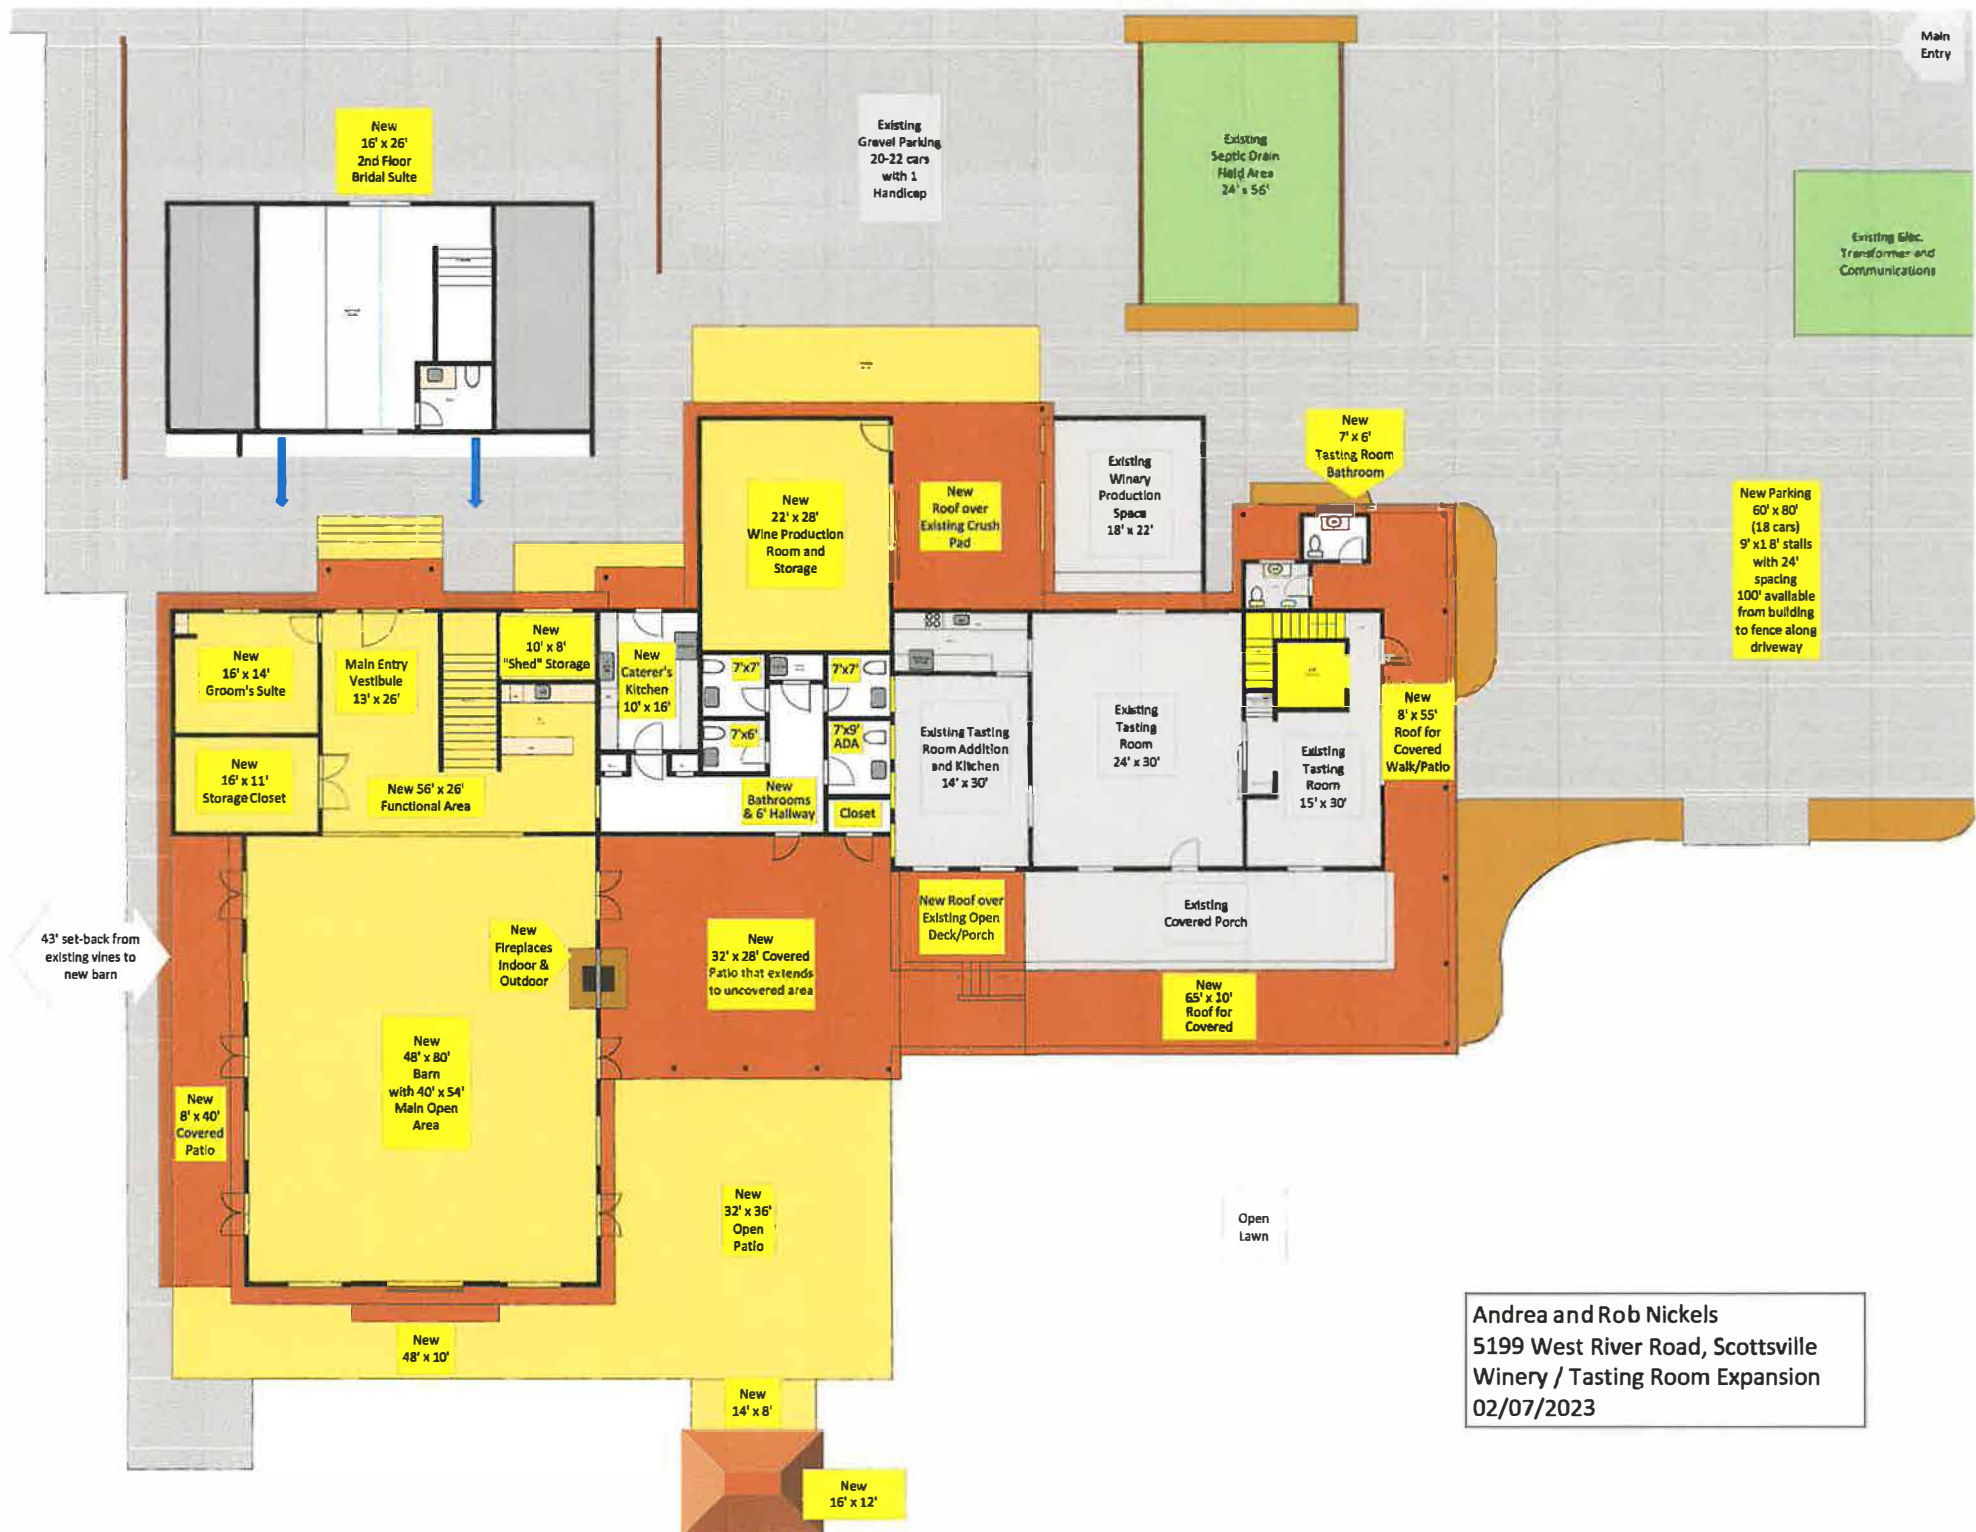 Main
Entry
New
16' x 26'
2nd Floor
Bridal Suite
Existing
Gravel Parking
20-22 cars
with 1
Handicap
Existing
Septic Drain
Field Area
24' x 56'
Existing Elec.
Transformer and
Communications
New
7' x 6'
Tasting Room
Bathroom
Existing
Winery
Production
Space
18' x 22'
New
Roof over
Existing Crush
Pad
New
22' x 28'
Wine Production
Room and
Storage
New Parking
60' x 80'
(18 cars)
9' x1 8' stalls
with 24'
spacing
100' available
from building
to fence along
driveway
New
16' x 14'
Groom's Suite
Main Entry
Vestibule
13' x 26'
New
10' x 8'
"Shed" Storage
New
Caterer's
Kitchen
10' x 16'
7'x7'
7'x7'
7'x6'
7'x9'
ADA
New
16' x 11'
Storage Closet
New 56' x 26'
Functional Area
New
Bathrooms
& 6' Hallway
Closet
Existing Tasting
Room Addition
and Kitchen
14' x 30'
Existing
Tasting
Room
24' x 30'
Existing
Tasting
Room
15' x 30'
New
8' x 55'
Roof for
Covered
Walk/Patio
43' set-back from
existing vines to
new barn
New
Fireplaces
Indoor &
Outdoor
New
32' x 28' Covered
Patio that extends
to uncovered area
New Roof over
Existing Open
Deck/Porch
Existing
Covered Porch
New
65' x 10'
Roof for
Covered
New
48' x 80'
Barn
with 40' x 54'
Main Open
Area
New
8' x 40'
Covered
Patio
New
32' x 36'
Open
Patio
Open
Lawn
New
48' x 10'
New
14' x 8'
New
16' x 12'
Andrea and Rob Nickels
5199 West River Road, Scottsville
Winery / Tasting Room Expansion
02/07/2023